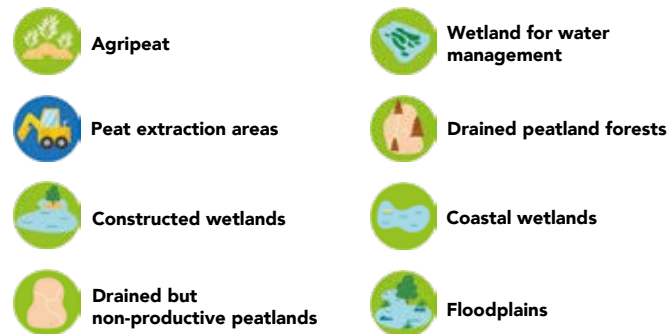 Agripeat
Wetland for water
management
Peat extraction areas
Drained peatland forests
Constructed wetlands
Coastal wetlands
Drained but
non-productive peatlands
Floodplains